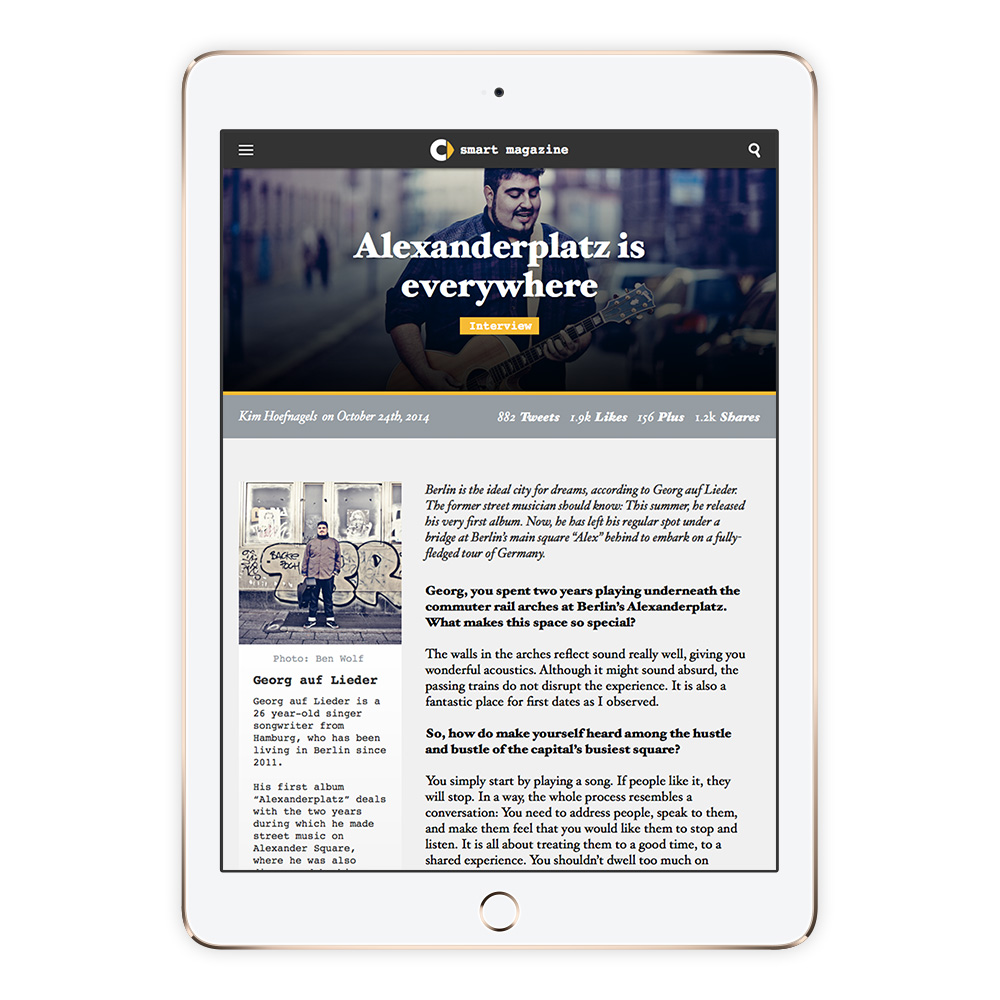 smart magazine
Alexanderplatz is
everywhere
Interview
Kim Hoefnagels on October 24th, 2014
882 Tweets 1.9k Likes 156 Plus 1.2k Shares
Photo: Ben Wolf
Georg auf Lieder
Georg auf Lieder is a
26 year-old singer
songwriter from
Hamburg, who has been
living in Berlin since
2011.
His first album
“Alexanderplatz” deals
with the two years
during which he made
street music on
Alexander Square,
where he was also
Berlin is the ideal city for dreams, according to Georg auf Lieder.
The former street musician should know: This summer, he released
his very first album. Now, he has left his regular spot under a
bridge at Berlin’s main square “Alex” behind to embark on a fully-
fledged tour of Germany.
Georg, you spent two years playing underneath the
commuter rail arches at Berlin’s Alexanderplatz.
What makes this space so special?
The walls in the arches reflect sound really well, giving you
wonderful acoustics. Although it might sound absurd, the
passing trains do not disrupt the experience. It is also a
fantastic place for first dates as I observed.
So, how do make yourself heard among the hustle
and bustle of the capital’s busiest square?
You simply start by playing a song. If people like it, they
will stop. In a way, the whole process resembles a
conversation: You need to address people, speak to them,
and make them feel that you would like them to stop and
listen. It is all about treating them to a good time, to a
shared experience. You shouldn’t dwell too much on